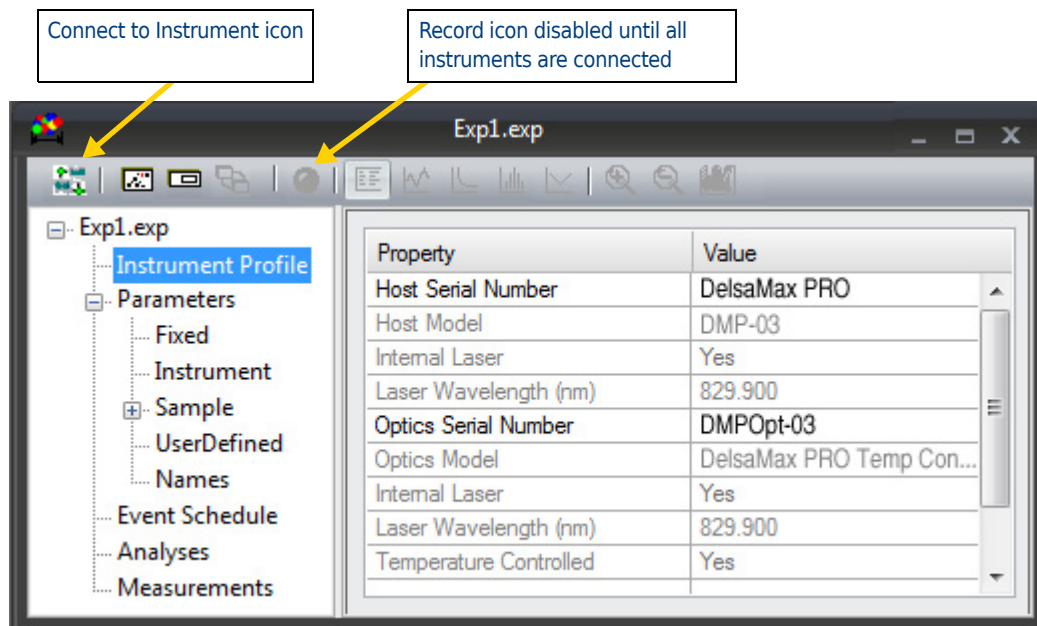 Connect to Instrument icon
Record icon disabled until all
instruments are connected
Exp1.exp
Exp1.exp
Instrument Profile
Parameters
Fixed
Instrument
Sample
UserDefined
Names
Event Schedule
Analyses
Measurements
Property Value
Host Serial Number DelsaMax PRO
Host Model DMP-03
Internal Laser Yes
Laser Wavelength (nm) 829.900
Optics Serial Number DMPOpt-03
Optics Model DelsaMax PRO Temp Con...
Internal Laser Yes
Laser Wavelength (nm) 829.900
Temperature Controlled Yes